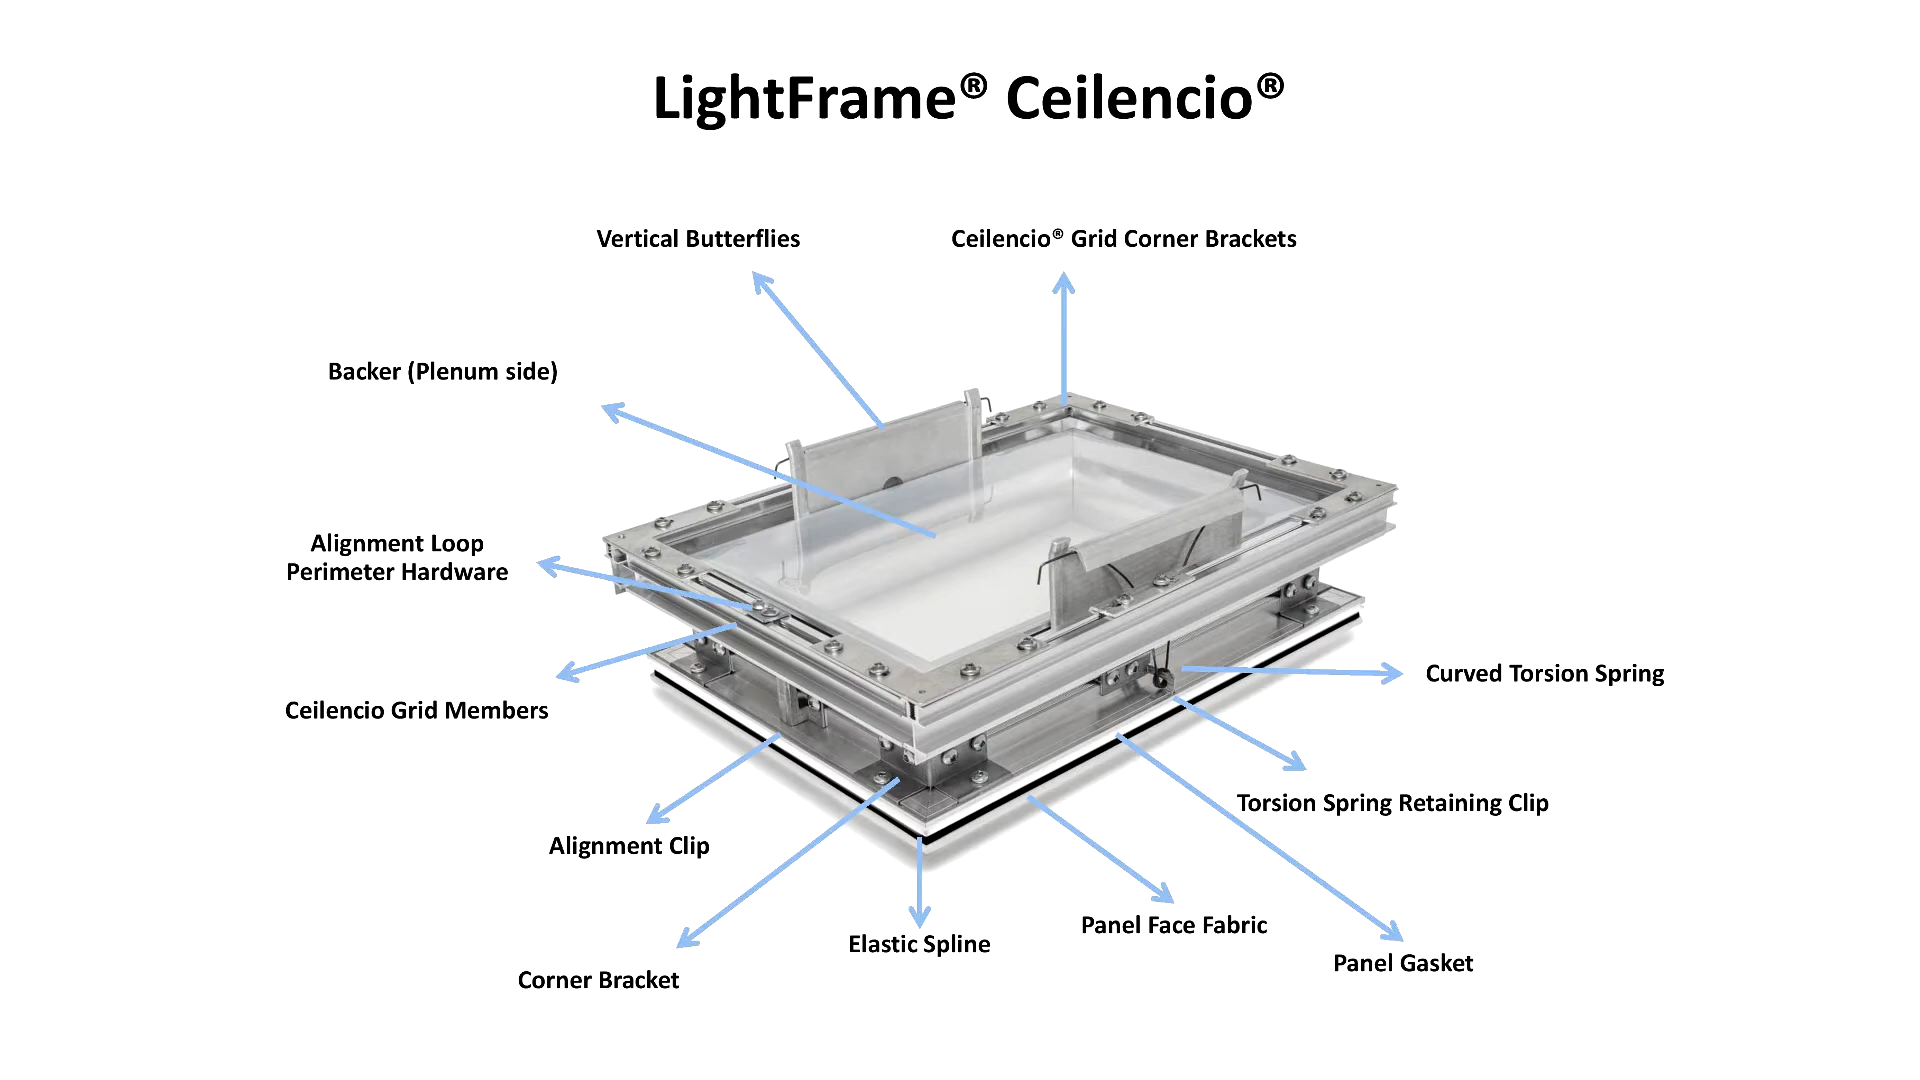 LightFrame® Ceilencio®
Vertical Butterflies
Ceilencio® Grid Corner Brackets
Backer (Plenum side)
Alignment Loop
Perimeter Hardware
Curved Torsion Spring
Ceilencio Grid Members
Torsion Spring Retaining Clip
Alignment Clip
Panel Face Fabric
Elastic Spline
Panel Gasket
Corner Bracket